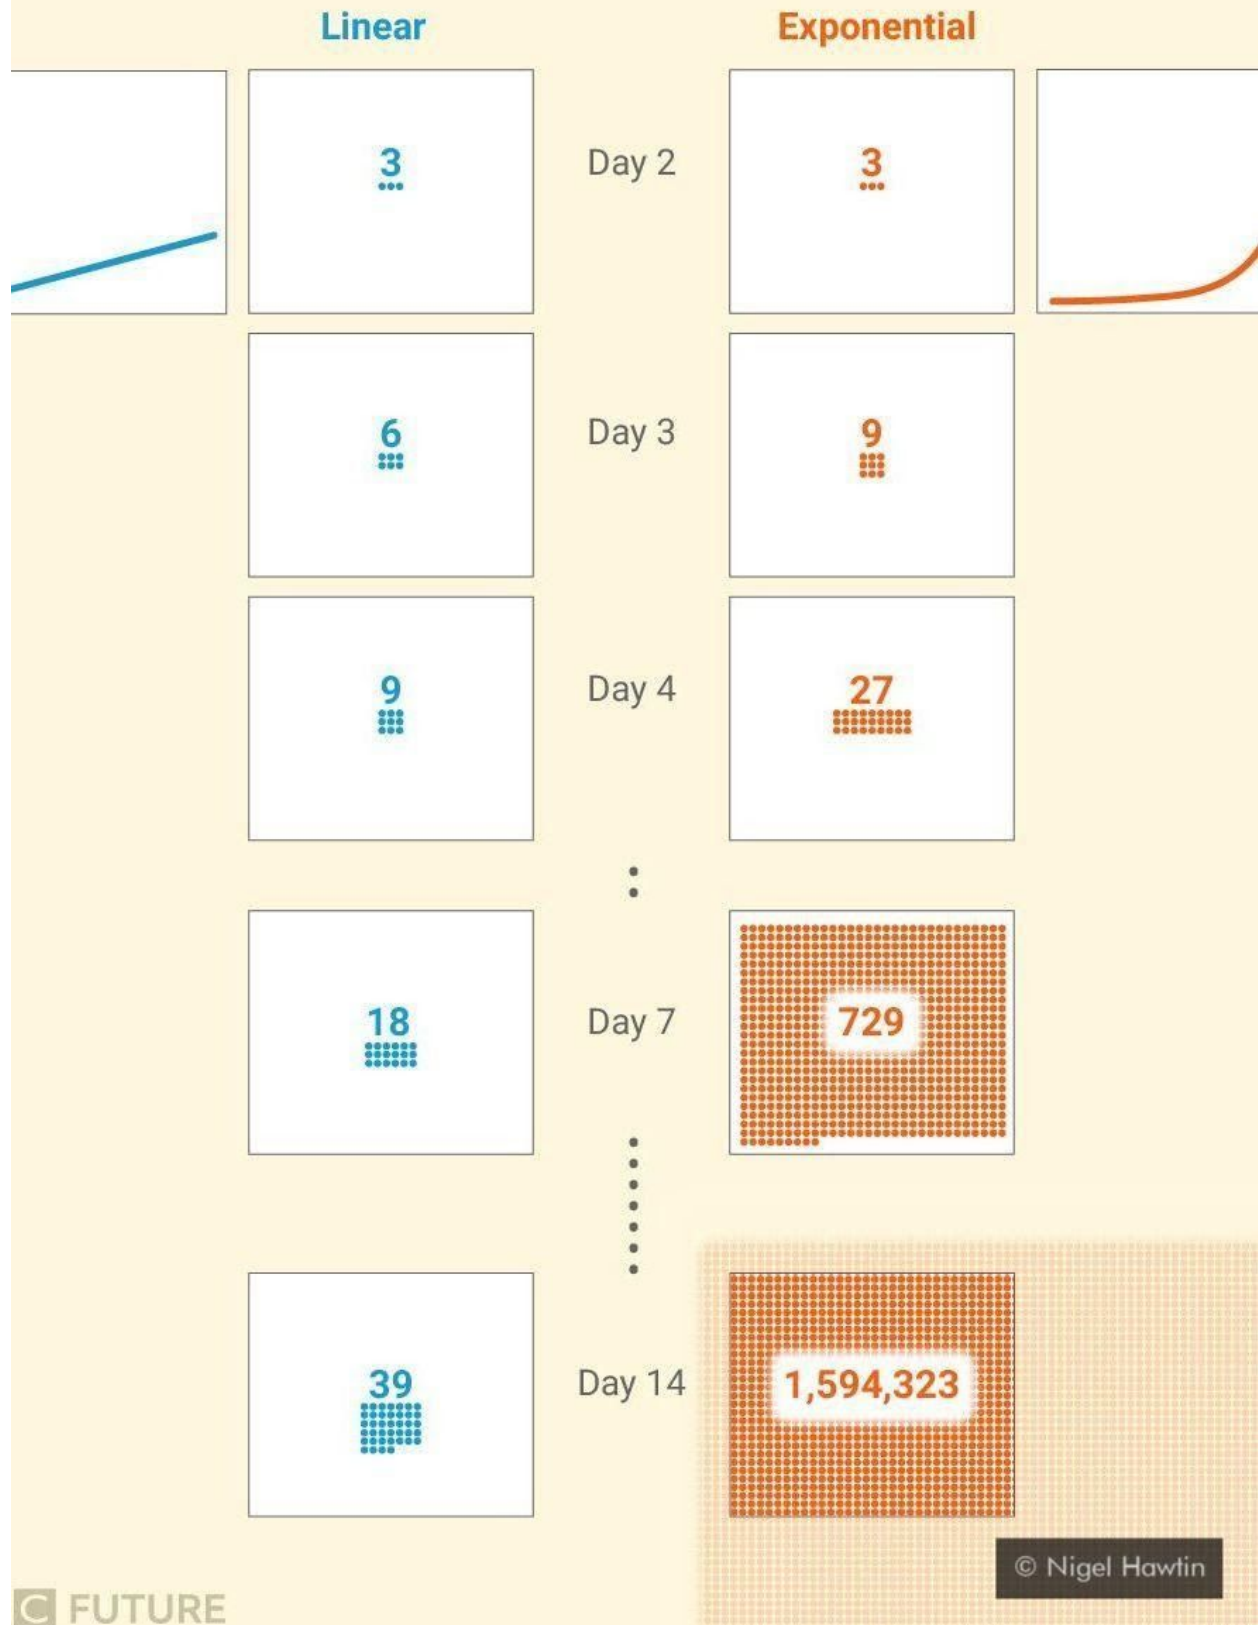 Linear Exponential
3 Day 2 3
6 Day 3 9
9 Day 4 27
18 Day 7 729
39 Day 14 1,594,323
© Nigel Hawtin
C FUTURE